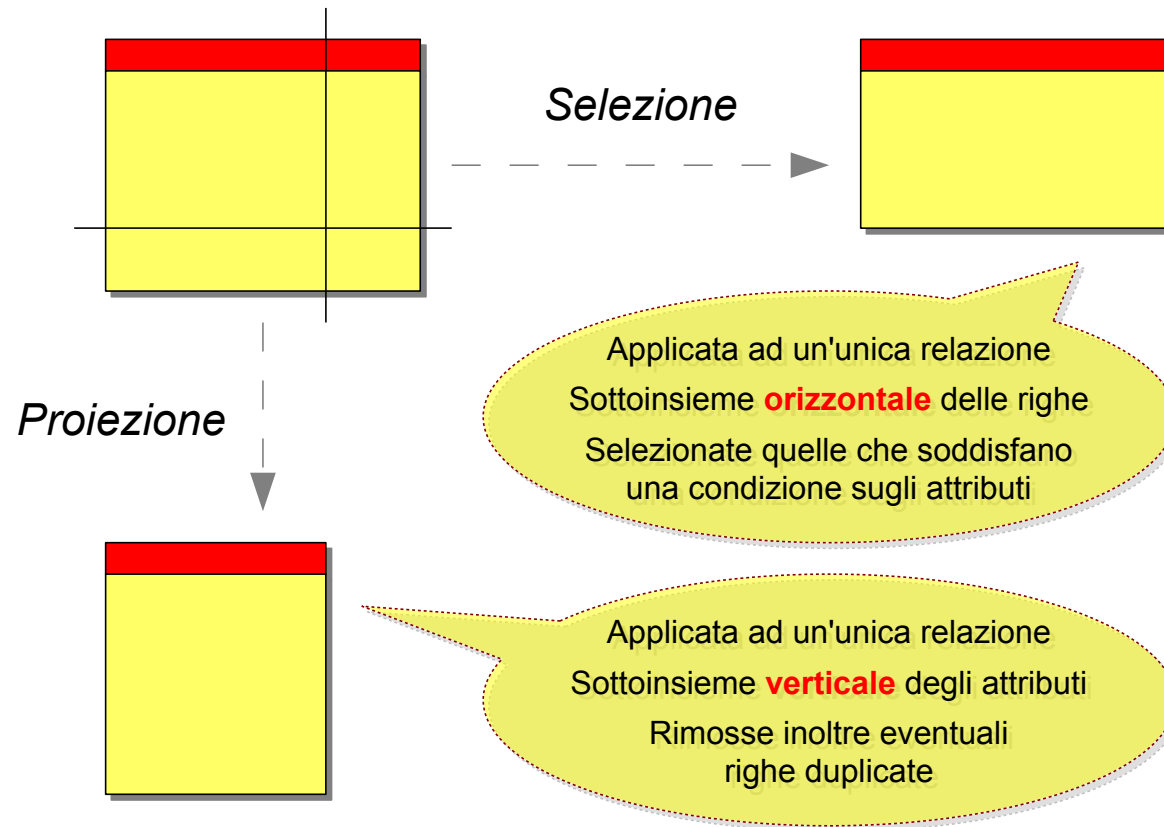 Selezione
Applicata ad un'unica relazione
Sottoinsieme orizzontale delle righe
Selezionate quelle che soddisfano
una condizione sugli attributi
Proiezione
Applicata ad un'unica relazione
Sottoinsieme verticale degli attributi
Rimosse inoltre eventuali
righe duplicate